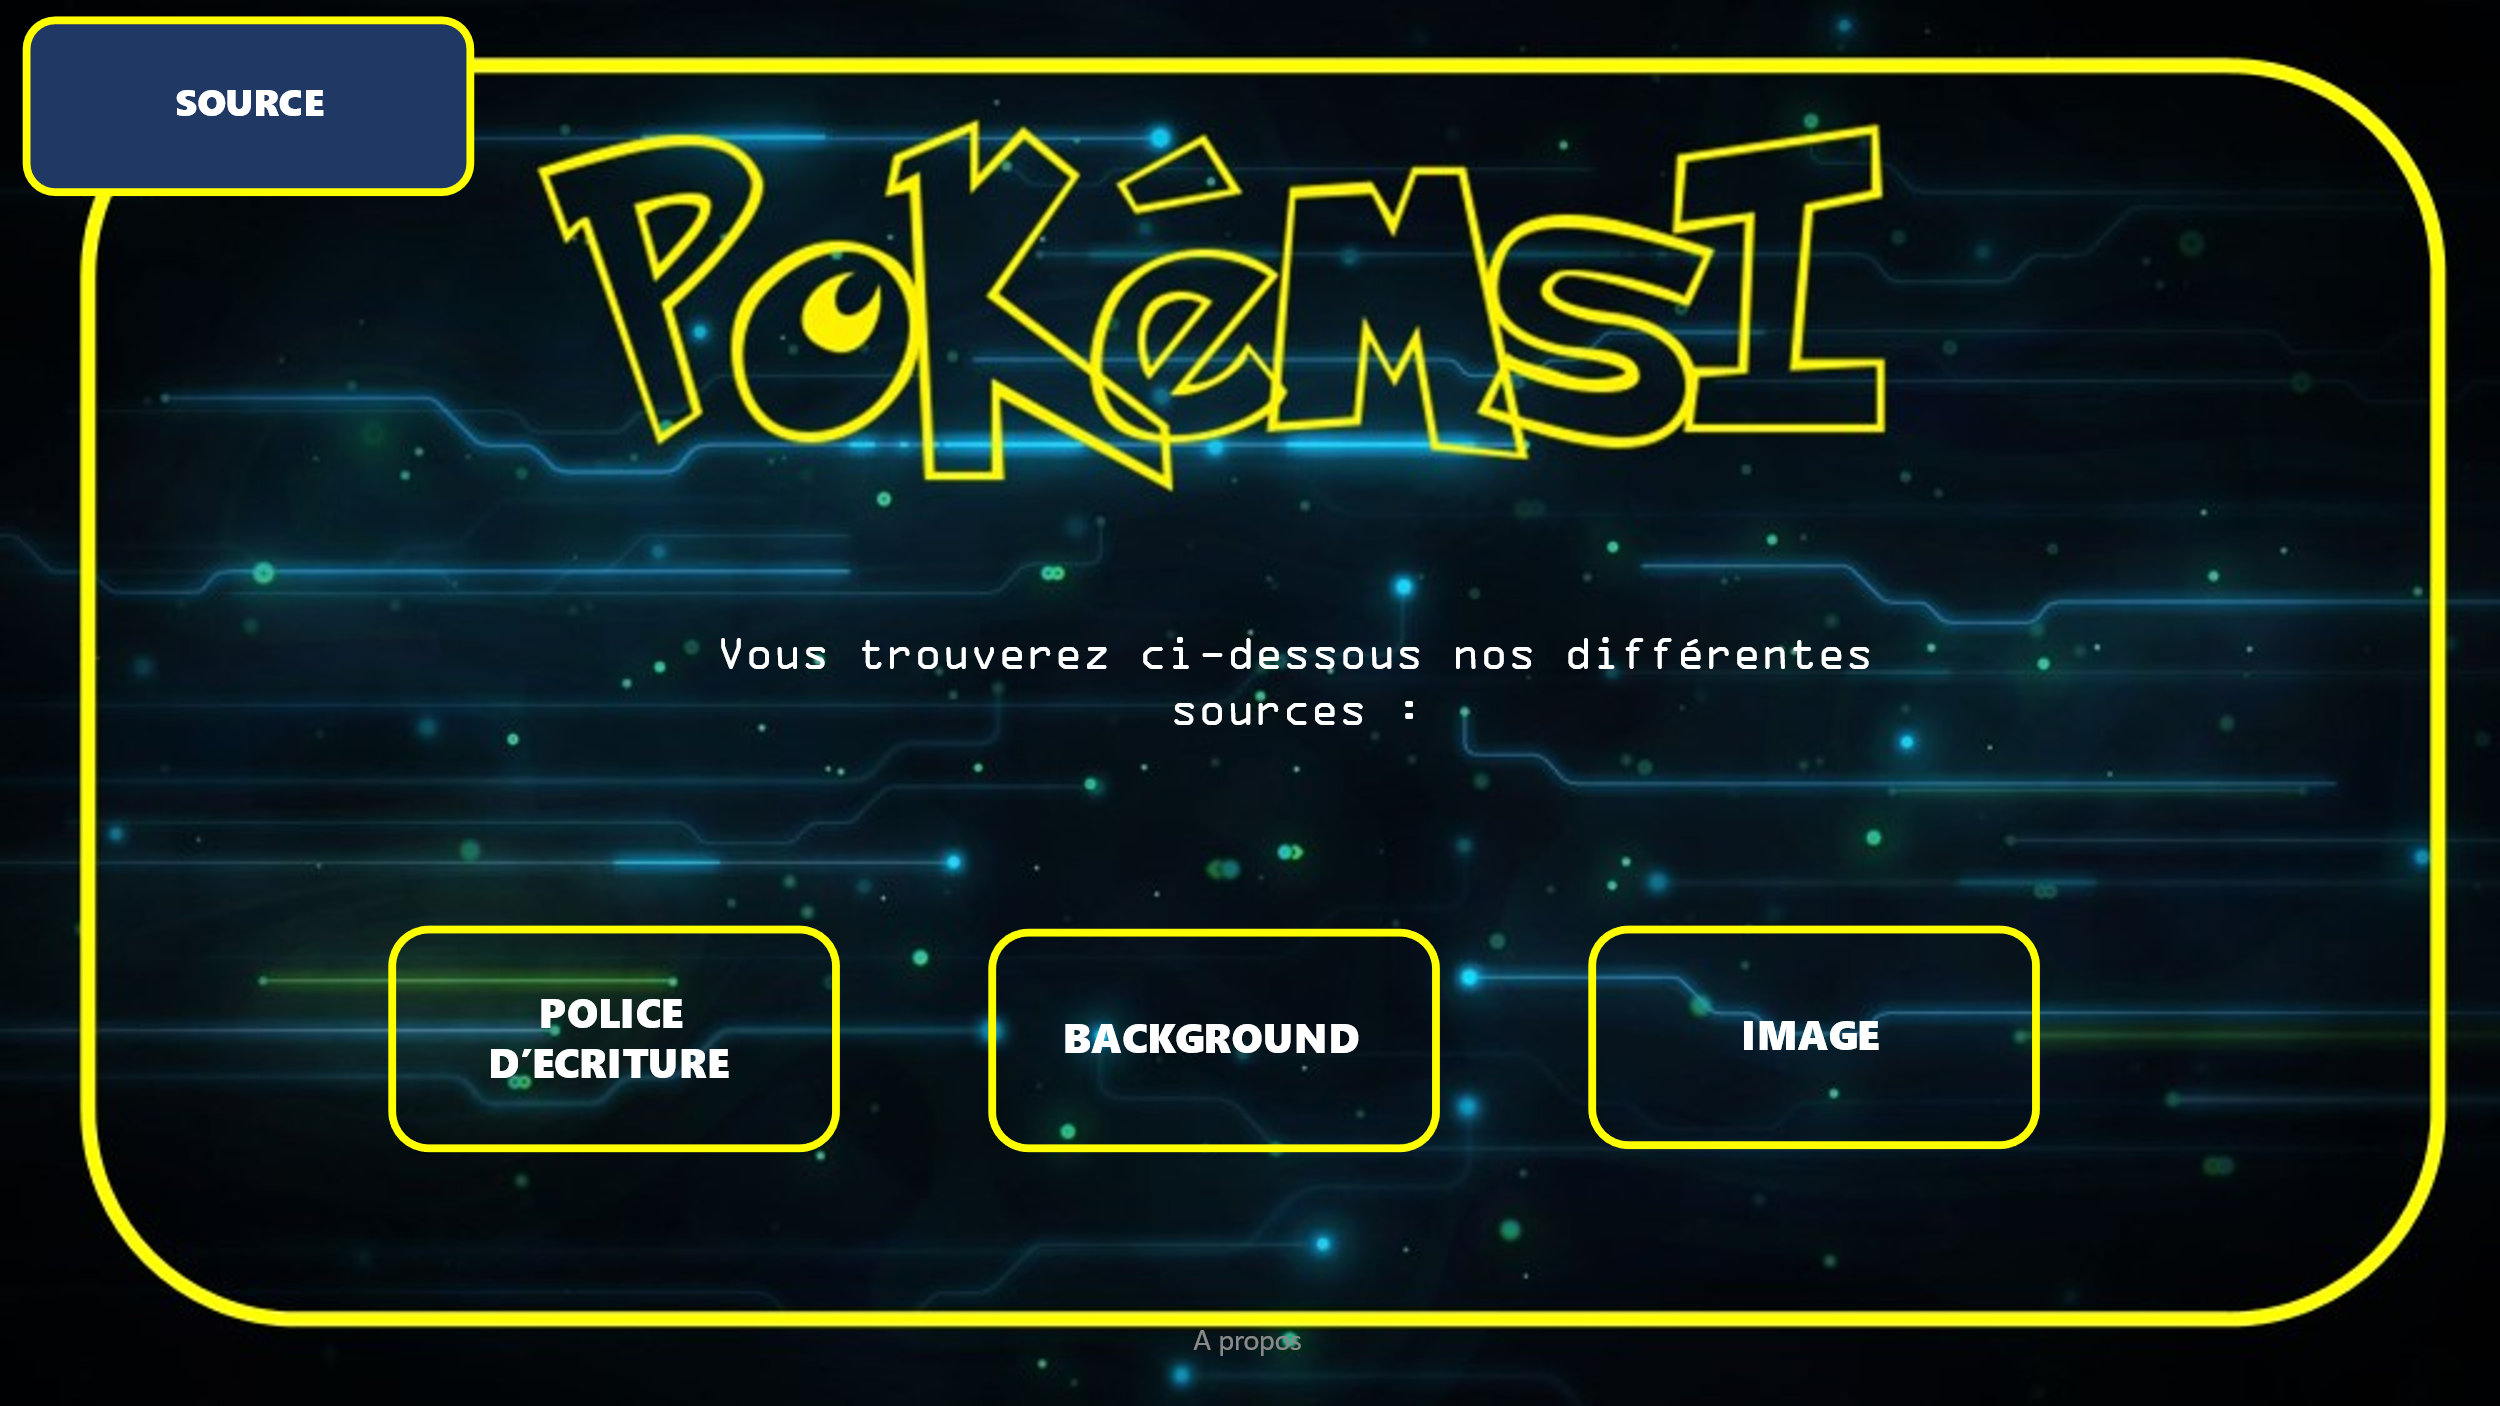 SOURCE
PoKémsI
Vous trouverez ci-dessous nos différentes
sources :
POLICE
D'ECRITURE
BACKGROUND
IMAGE
A propos